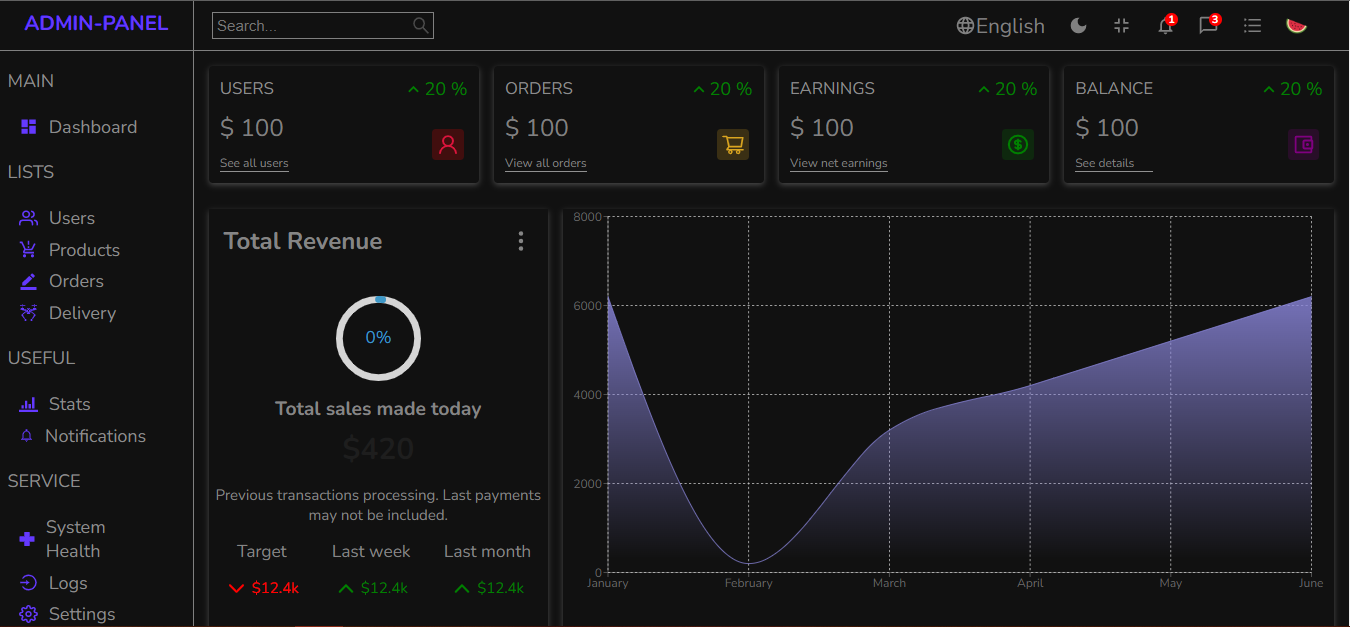 ADMIN-PANEL
Search...
English
1
3
MAIN
Dashboard
LISTS
Users
Products
Orders
Delivery
USEFUL
Stats
Notifications
SERVICE
System
Health
Logs
Settings
USERS
20 %
$ 100
See all users
ORDERS
20 %
$ 100
View all orders
EARNINGS
20 %
$ 100
View net earnings
BALANCE
20 %
$ 100
See details
Total Revenue
0%
Total sales made today
$420
Previous transactions processing. Last payments
may not be included.
Target Last week Last month
$12.4k $12.4k $12.4k
8000
6000
4000
2000
0
January February March April May June